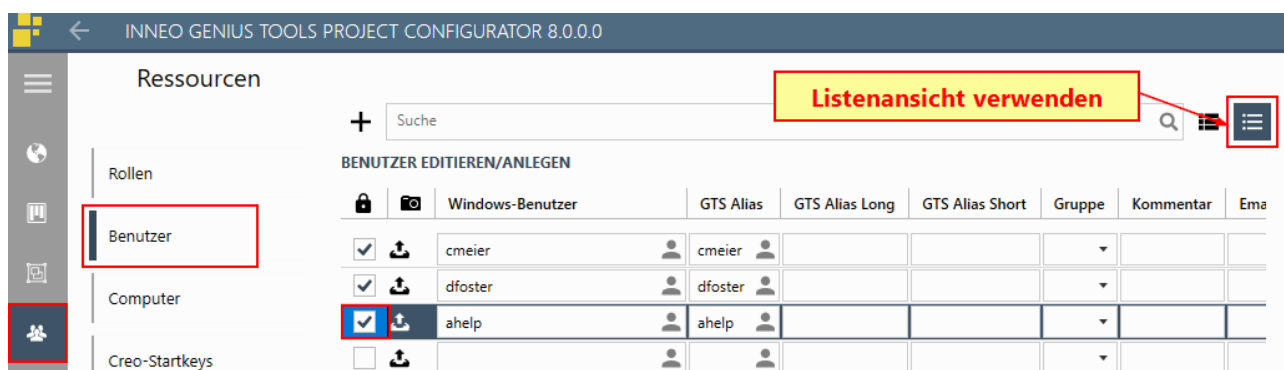 INNEO GENIUS TOOLS PROJECT CONFIGURATOR 8.0.0.0
Ressourcen
Listenansicht verwenden
Suche
BENUTZER EDITIEREN/ANLEGEN
Rollen
Windows-Benutzer GTS Alias GTS Alias Long GTS Alias Short Gruppe Kommentar Ema
Benutzer
cmeier cmeier
dfoster dfoster
Computer
ahelp ahelp
Creo-Startkeys